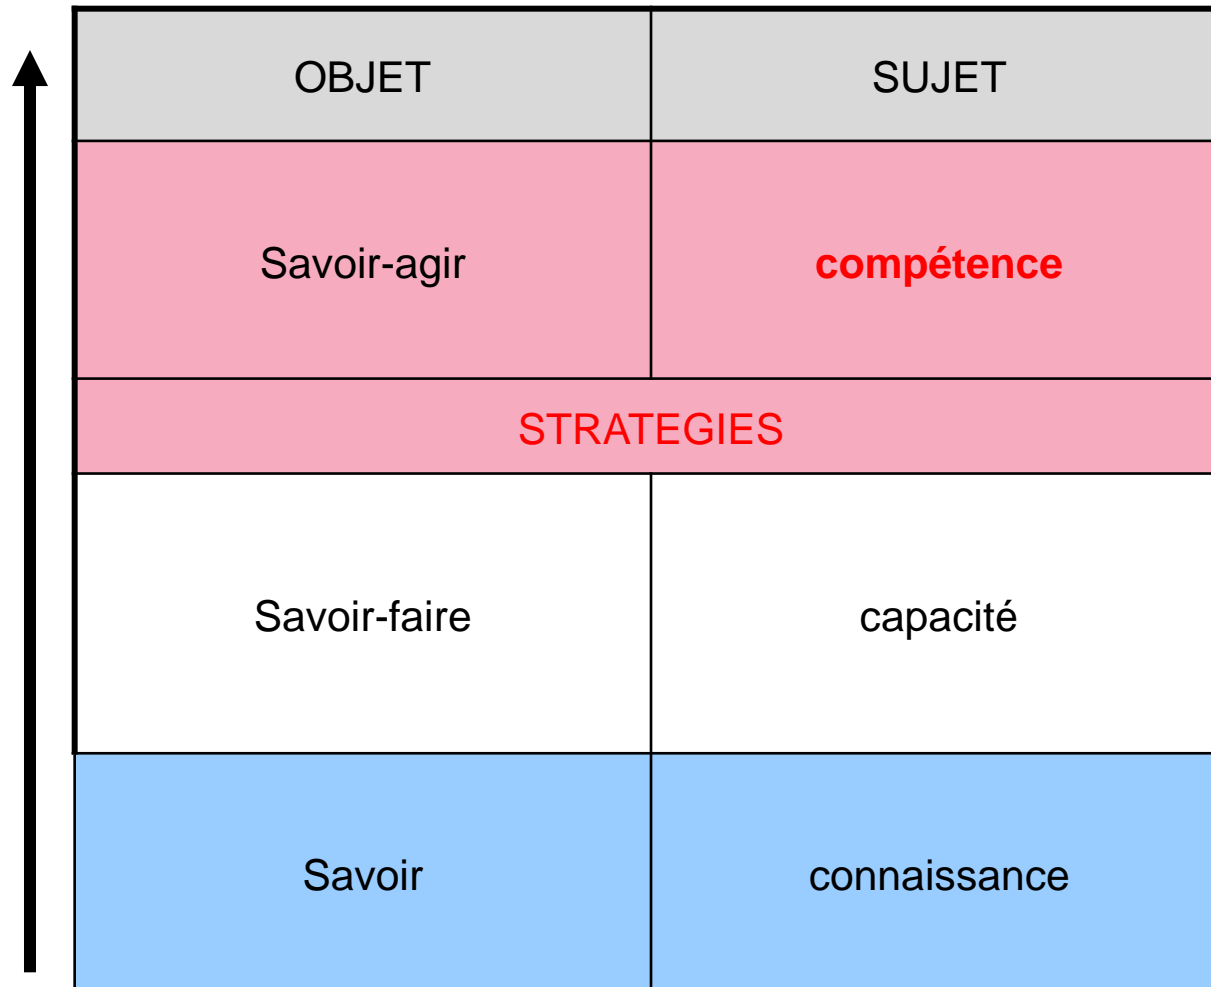 OBJET SUJET
Savoir-agir compétence
STRATEGIES
Savoir-faire capacité
Savoir connaissance